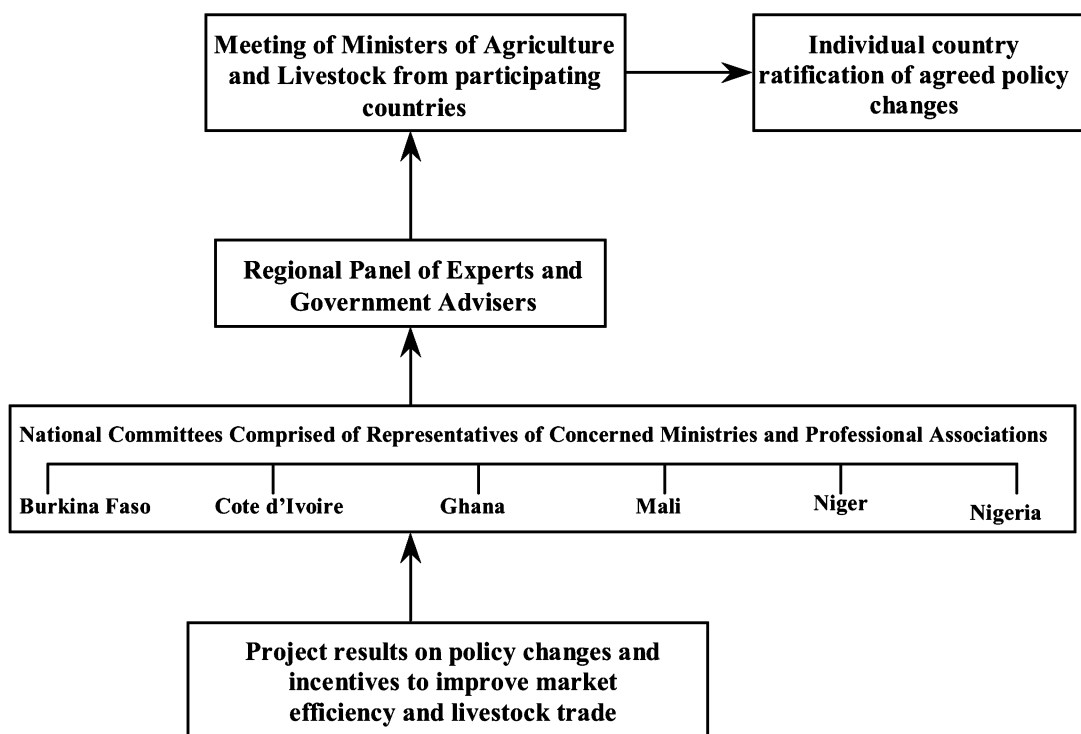 Meeting of Ministers of Agriculture
and Livestock from participating
countries
Individual country
ratification of agreed policy
changes
Regional Panel of Experts and
Government Advisers
National Committees Comprised of Representatives of Concerned Ministries and Professional Associations
Burkina Faso
Cote d'Ivoire
Ghana
Mali
Niger
Nigeria
Project results on policy changes and
incentives to improve market
efficiency and livestock trade